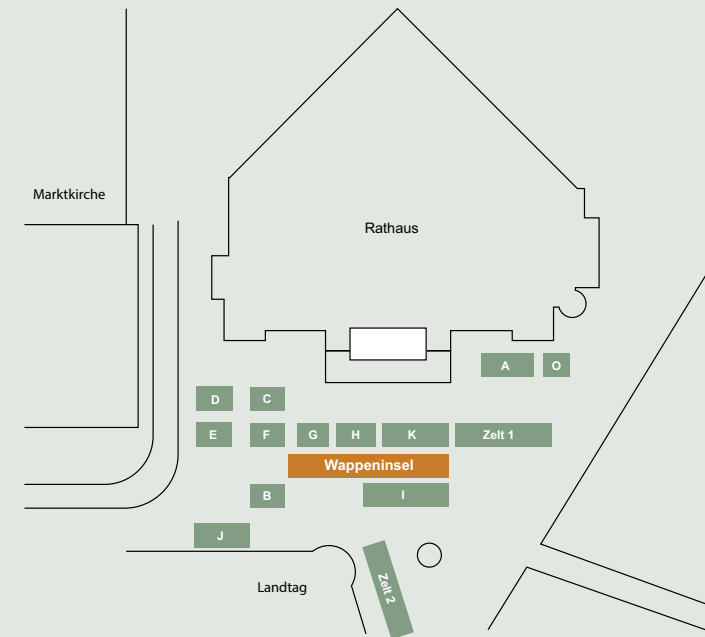 Marktkirche
Rathaus
A
O
D
C
E
F
G
H
K
Zelt 1
Wappeninsel
B
I
J
Zelt 2
Landtag